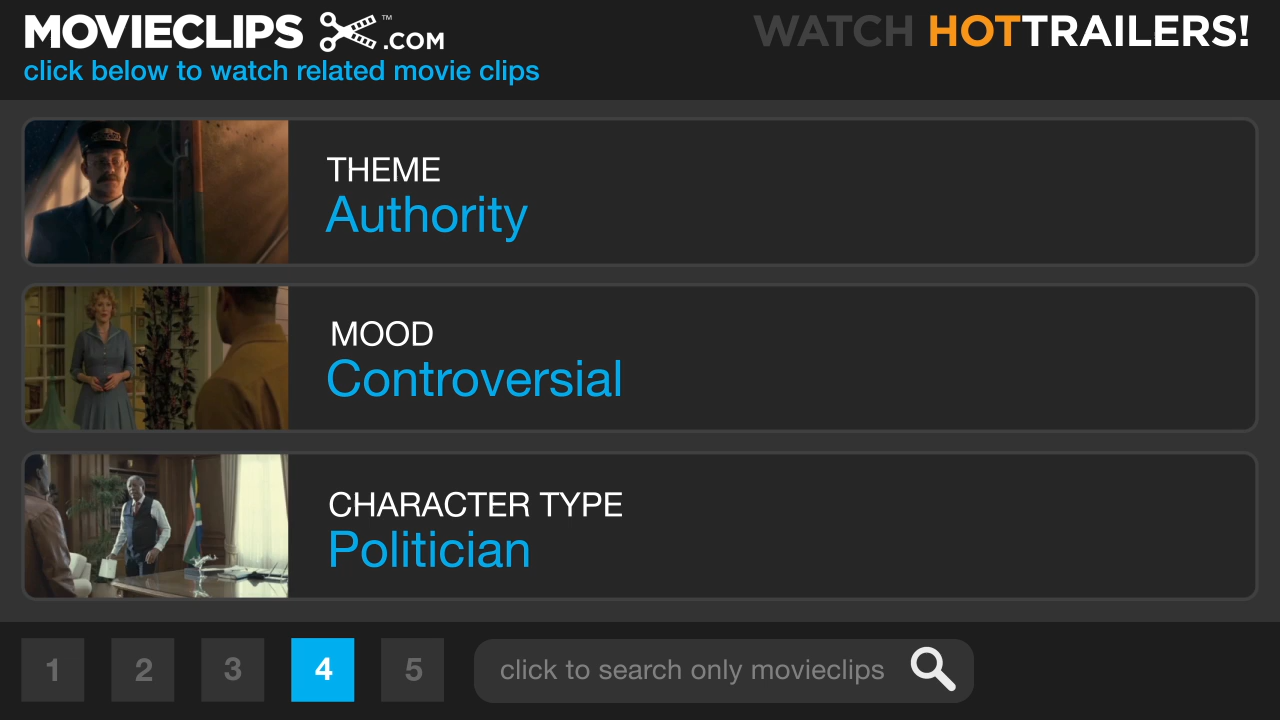 MOVIECLIPS ™ .COM
WATCH HOTTRAILERS!
click below to watch related movie clips
THEME
Authority
MOOD
Controversial
CHARACTER TYPE
Politician
1 2 3 4 5 click to search only movieclips